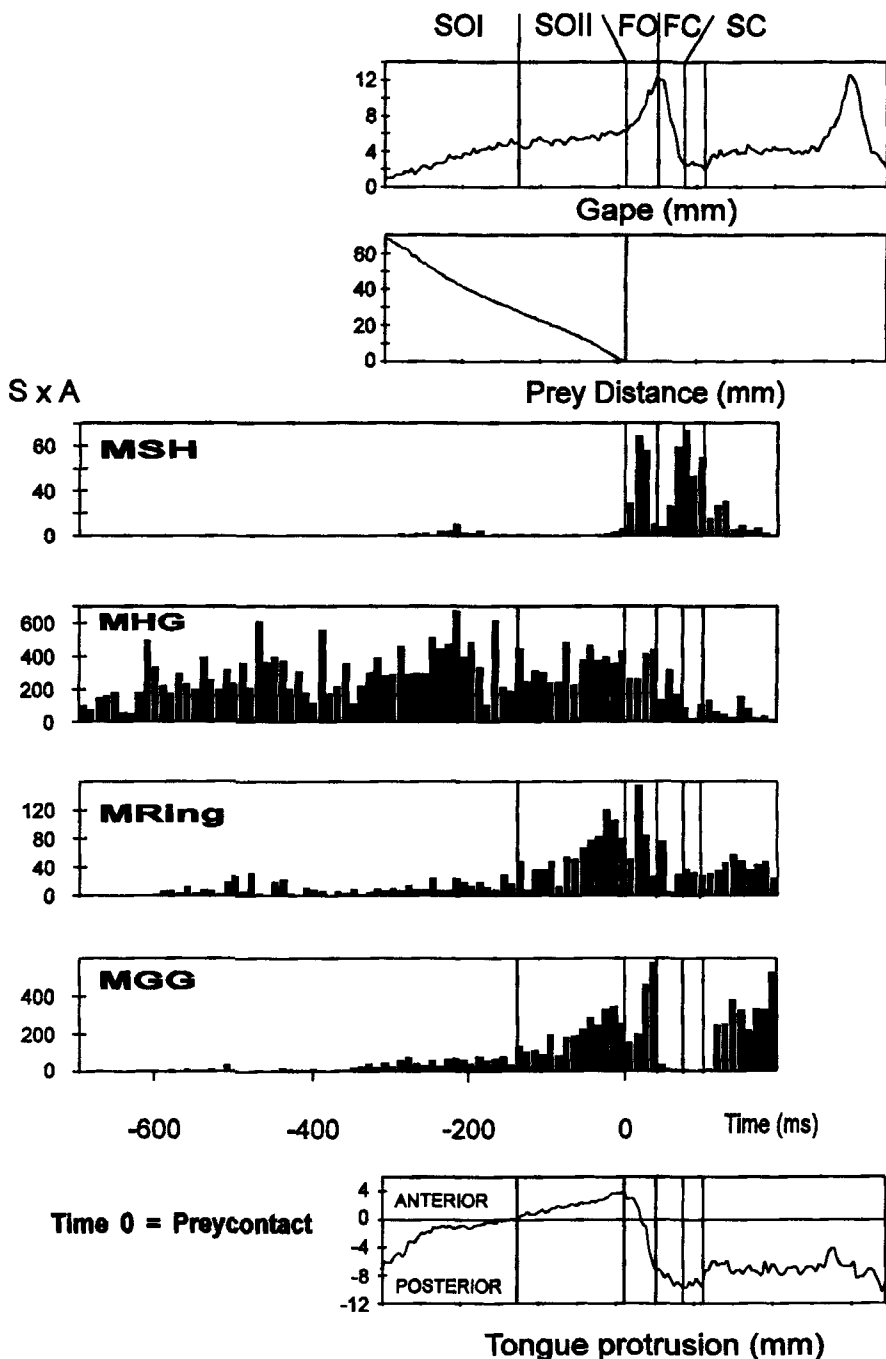 SOI SOII FO FC SC
12
8
4
0
Gape (mm)
60
40
20
0
S x A
Prey Distance (mm)
MSH
60
40
0
MHG
600
400
200
0
MRing
120
80
40
0
MGG
400
200
0
-600 -400 -200 0 Time (ms)
Time 0 = Preycontact
4
0
-4
-8
-12
ANTERIOR
POSTERIOR
Tongue protrusion (mm)